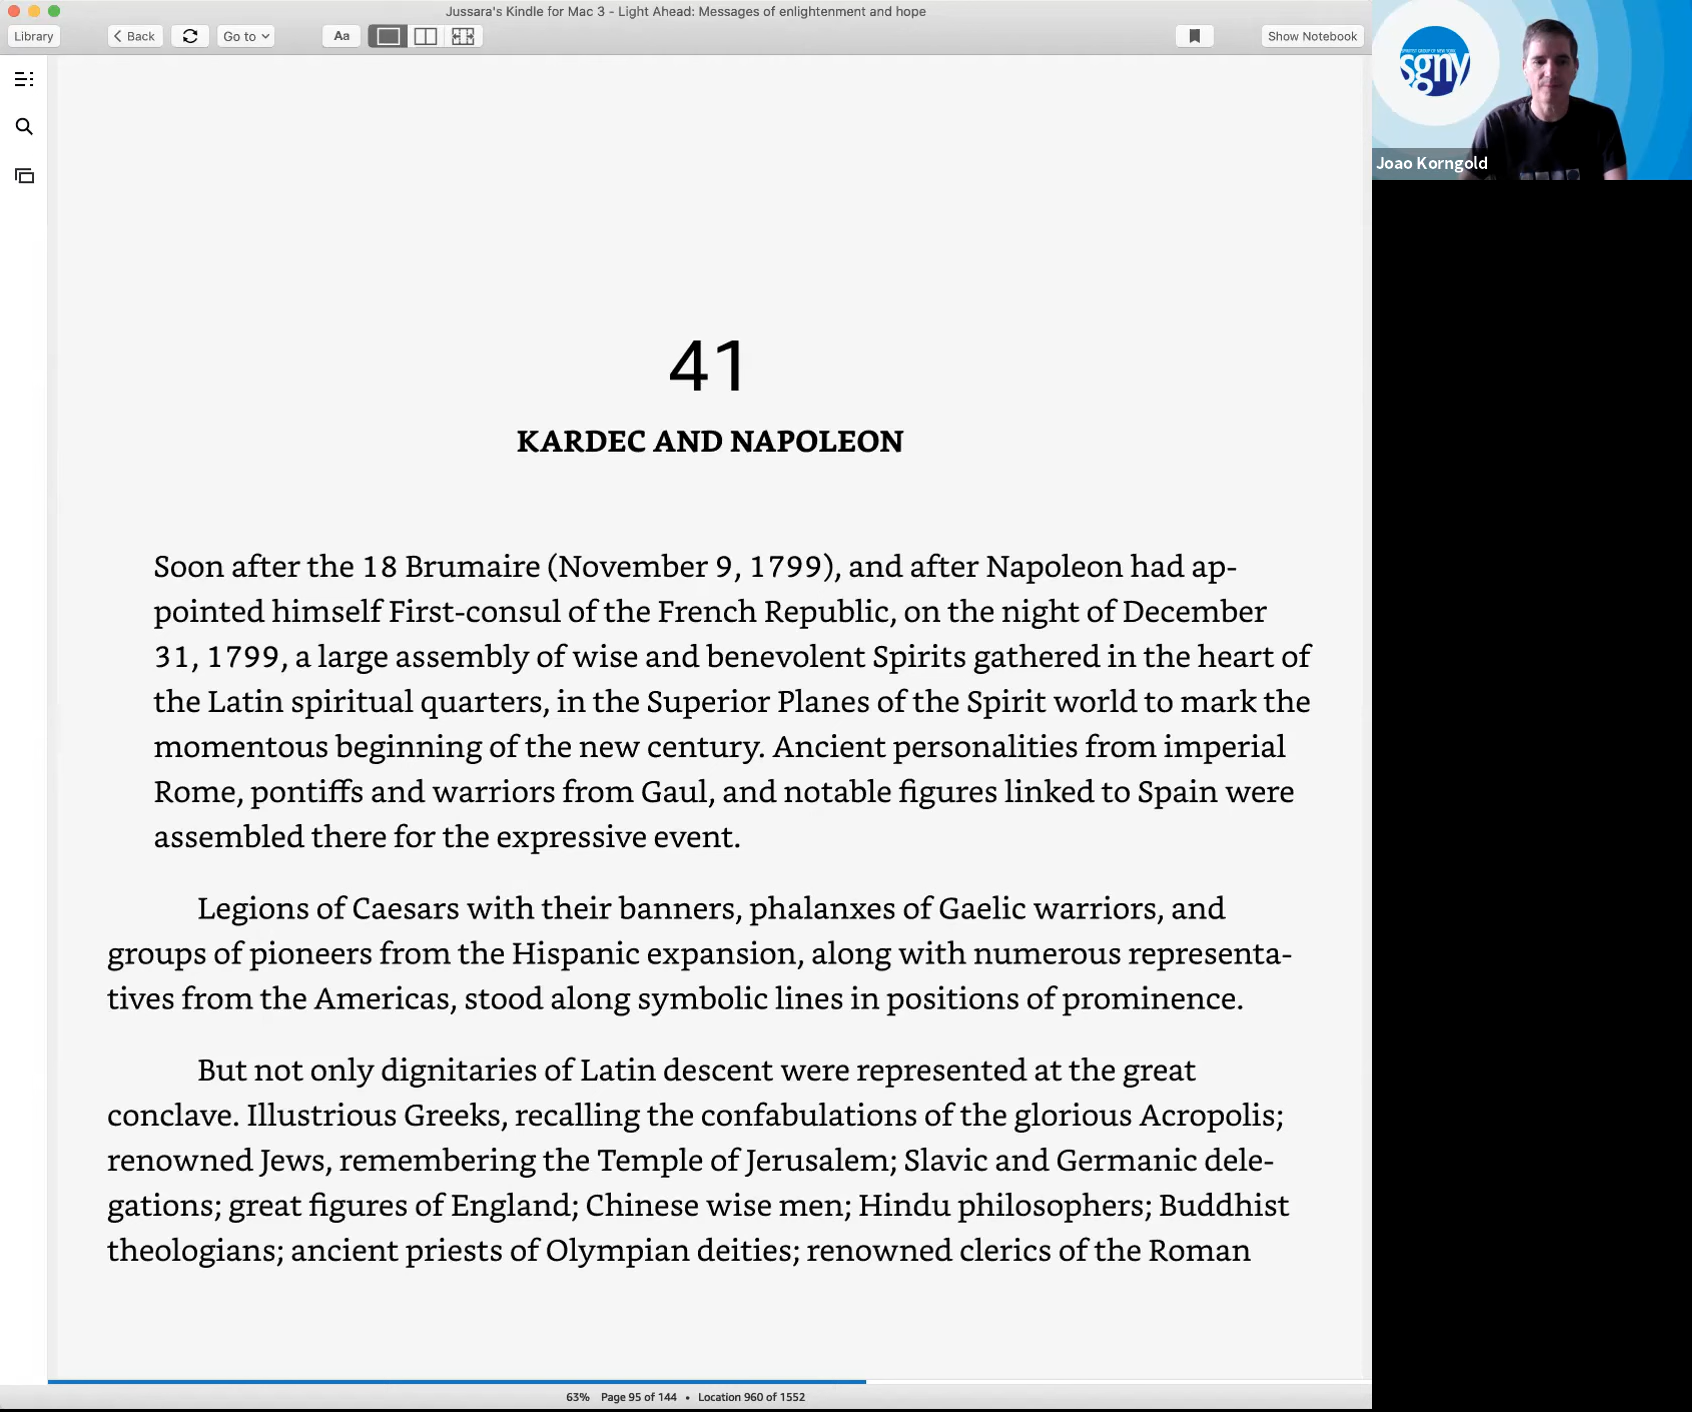 Jussara's Kindle for Mac 3 - Light Ahead: Messages of enlightenment and hope
Library
Back
Go to
Aa
Show Notebook
SPIRITIST GROUP OF NEW YORK
sgny
Joao Korngold
41
KARDEC AND NAPOLEON
Soon after the 18 Brumaire (November 9, 1799), and after Napoleon had ap-
pointed himself First-consul of the French Republic, on the night of December
31, 1799, a large assembly of wise and benevolent Spirits gathered in the heart of
the Latin spiritual quarters, in the Superior Planes of the Spirit world to mark the
momentous beginning of the new century. Ancient personalities from imperial
Rome, pontiffs and warriors from Gaul, and notable figures linked to Spain were
assembled there for the expressive event.
Legions of Caesars with their banners, phalanxes of Gaelic warriors, and
groups of pioneers from the Hispanic expansion, along with numerous representa-
tives from the Americas, stood along symbolic lines in positions of prominence.
But not only dignitaries of Latin descent were represented at the great
conclave. Illustrious Greeks, recalling the confabulations of the glorious Acropolis;
renowned Jews, remembering the Temple of Jerusalem; Slavic and Germanic dele-
gations; great figures of England; Chinese wise men; Hindu philosophers; Buddhist
theologians; ancient priests of Olympian deities; renowned clerics of the Roman
63% Page 95 of 144 • Location 960 of 1552